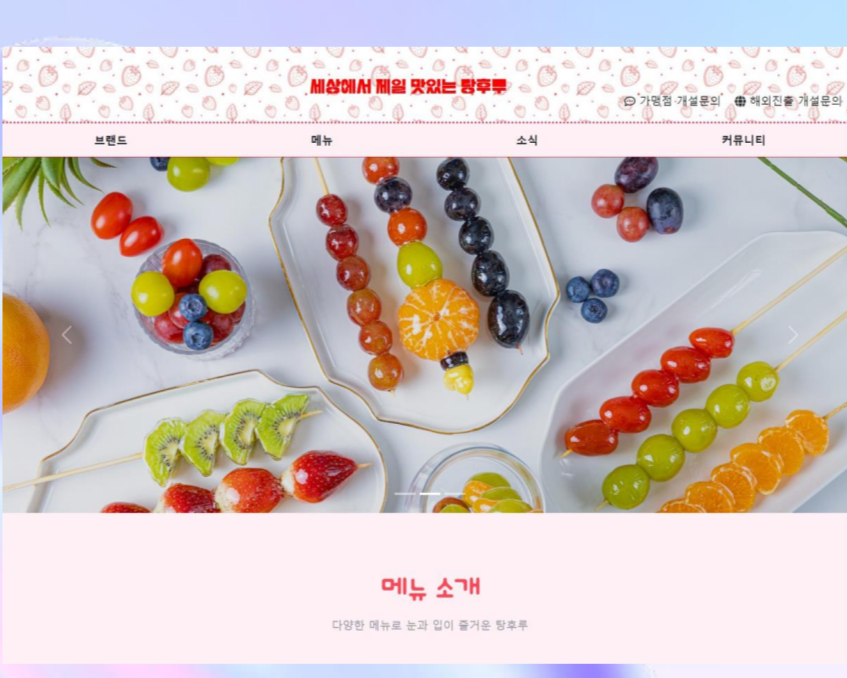 세상에서 제일 맛있는 탕후루
가맹점 개설문의 해외진출 개설문의
브랜드 메뉴 소식 커뮤니티
메뉴 소개
다양한 메뉴로 눈과 입이 즐거운 탕후루